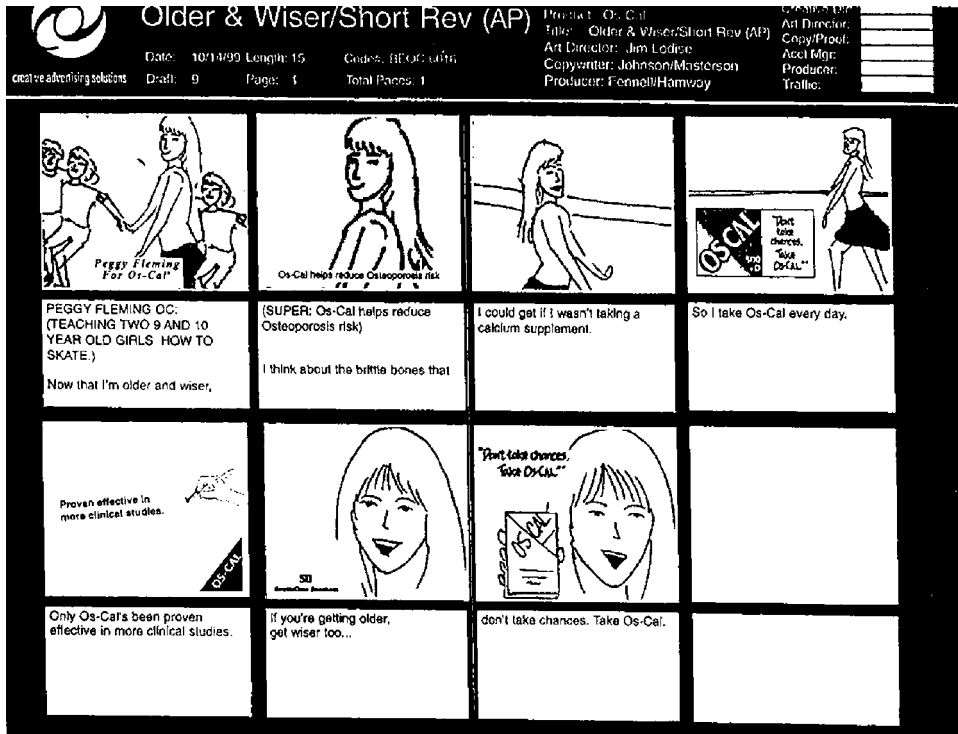 Older & Wiser/Short Rev (AP)
Date: 10/14/99 Length: 15
Draft: 9 Page: 1 Total Pages: 1
creative advertising solutions
Product: Os-Cal
Title: Older & Wiser/Short Rev (AP)
Art Director: Jim Lodise
Copywriter: Johnson/Masterson
Producer: Fennell/Hamway
Art Director:
Copy/Proof:
Acct Mgr:
Producer:
Traffic:
Peggy Fleming
For Os-Cal
Os-Cal helps reduce Osteoporosis risk
OS CAL
"Don't
take
chances.
Take
OS-CAL."
PEGGY FLEMING OC:
(TEACHING TWO 9 AND 10
YEAR OLD GIRLS HOW TO
SKATE.)
Now that I'm older and wiser,
(SUPER: Os-Cal helps reduce
Osteoporosis risk)
I think about the brittle bones that
I could get if I wasn't taking a
calcium supplement.
So I take Os-Cal every day.
Proven effective in
more clinical studies.
OS-CAL
"Don't take chances.
Take OS-CAL."
OS CAL
Only Os-Cal's been proven
effective in more clinical studies.
If you're getting older,
get wiser too...
don't take chances. Take Os-Cal.